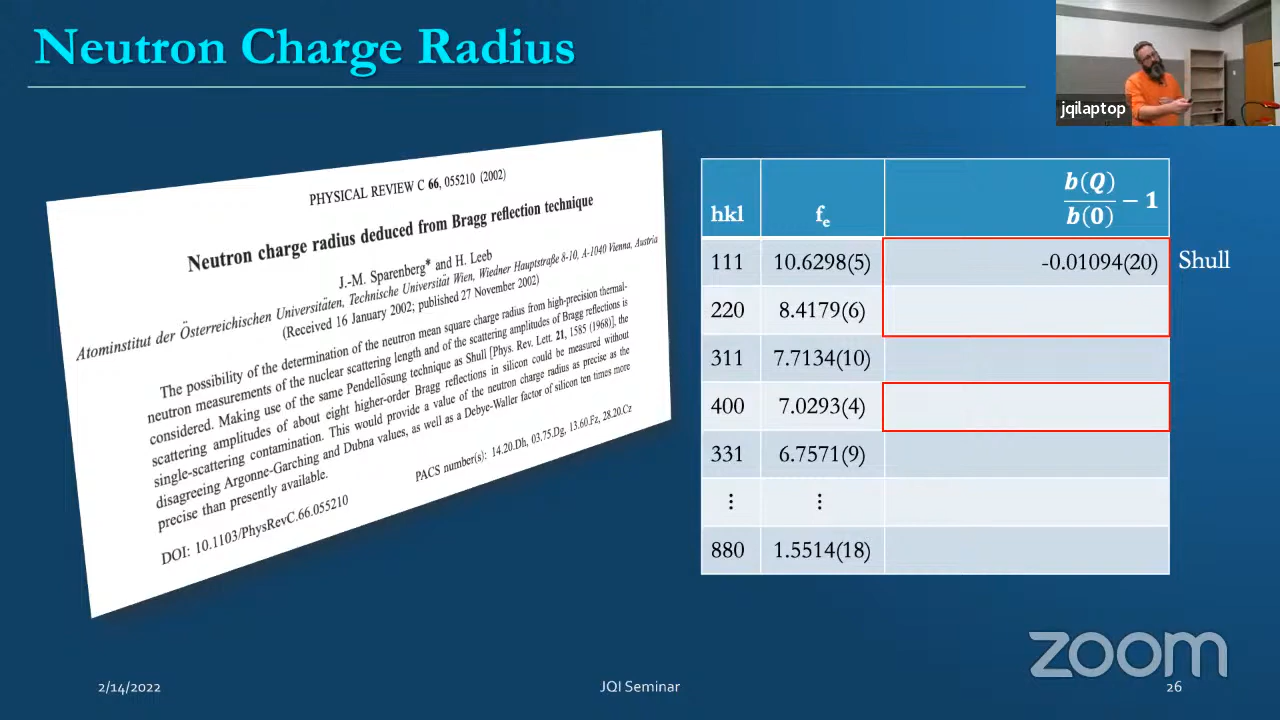 Neutron Charge Radius
jqilaptop
PHYSICAL REVIEW C 66, 055210 (2002)
Neutron charge radius deduced from Bragg reflection technique
J.-M. Sparenberg* and H. Leeb
Atominstitut der Österreichischen Universitäten, Technische Universität Wien, Wiedner Hauptstraße 8-10, A-1040 Vienna, Austria
(Received 16 January 2002; published 27 November 2002)
The possibility of the determination of the neutron mean square charge radius from high-precision thermal-
neutron measurements of the nuclear scattering length and of the scattering amplitudes of Bragg reflections is
considered. Making use of the same Pendellösung technique as Shull [Phys. Rev. Lett. 21, 1585 (1968)], the
scattering amplitudes of about eight higher-order Bragg reflections in silicon could be measured without
single-scattering contamination. This would provide a value of the neutron charge radius as precise as the
disagreeing Argonne-Garching and Dubna values, as well as a Debye-Waller factor of silicon ten times more
precise than presently available.
DOI: 10.1103/PhysRevC.66.055210
PACS number(s): 14.20.Dh, 03.75.Dg, 13.60.Fz, 28.20.Cz
hkl fe b(Q)/b(0) − 1
111 10.6298(5) -0.01094(20) Shull
220 8.4179(6)
311 7.7134(10)
400 7.0293(4)
331 6.7571(9)
⋮ ⋮
880 1.5514(18)
zoom
2/14/2022 JQI Seminar 26